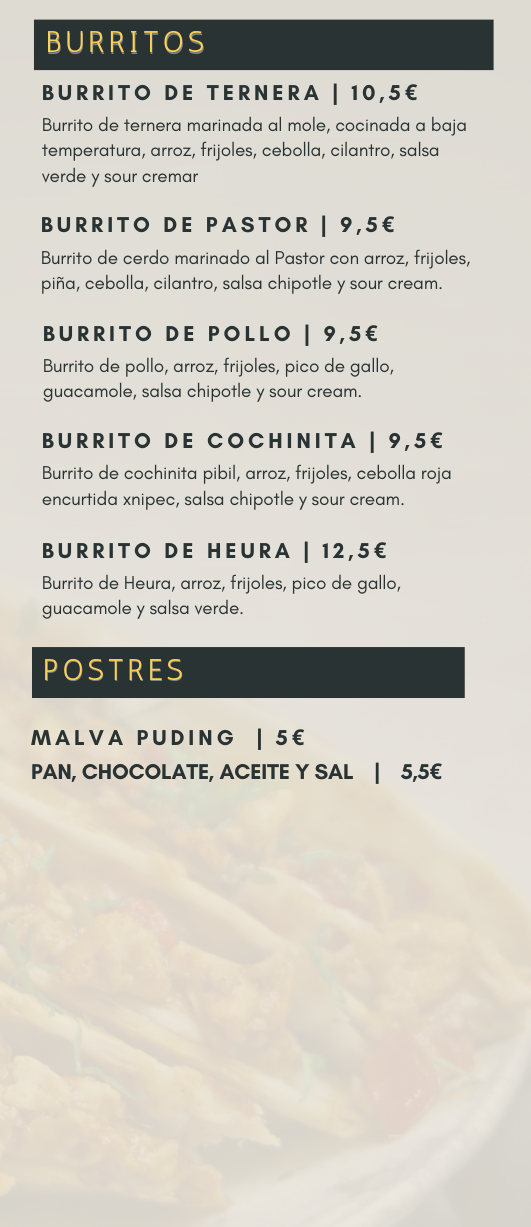 BURRITOS
BURRITO DE TERNERA | 10,5€
Burrito de ternera marinada al mole, cocinada a baja
temperatura, arroz, frijoles, cebolla, cilantro, salsa
verde y sour cremar
BURRITO DE PASTOR | 9,5€
Burrito de cerdo marinado al Pastor con arroz, frijoles,
piña, cebolla, cilantro, salsa chipotle y sour cream.
BURRITO DE POLLO | 9,5€
Burrito de pollo, arroz, frijoles, pico de gallo,
guacamole, salsa chipotle y sour cream.
BURRITO DE COCHINITA | 9,5€
Burrito de cochinita pibil, arroz, frijoles, cebolla roja
encurtida xnipec, salsa chipotle y sour cream.
BURRITO DE HEURA | 12,5€
Burrito de Heura, arroz, frijoles, pico de gallo,
guacamole y salsa verde.
POSTRES
MALVA PUDING | 5€
PAN, CHOCOLATE, ACEITE Y SAL | 5,5€